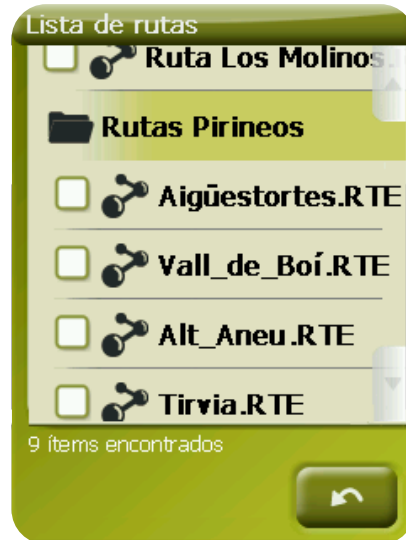 Lista de rutas
Ruta Los Molinos.
Rutas Pirineos
Aigüestortes.RTE
Vall_de_Boí.RTE
Alt_Aneu.RTE
Tirvia.RTE
9 ítems encontrados